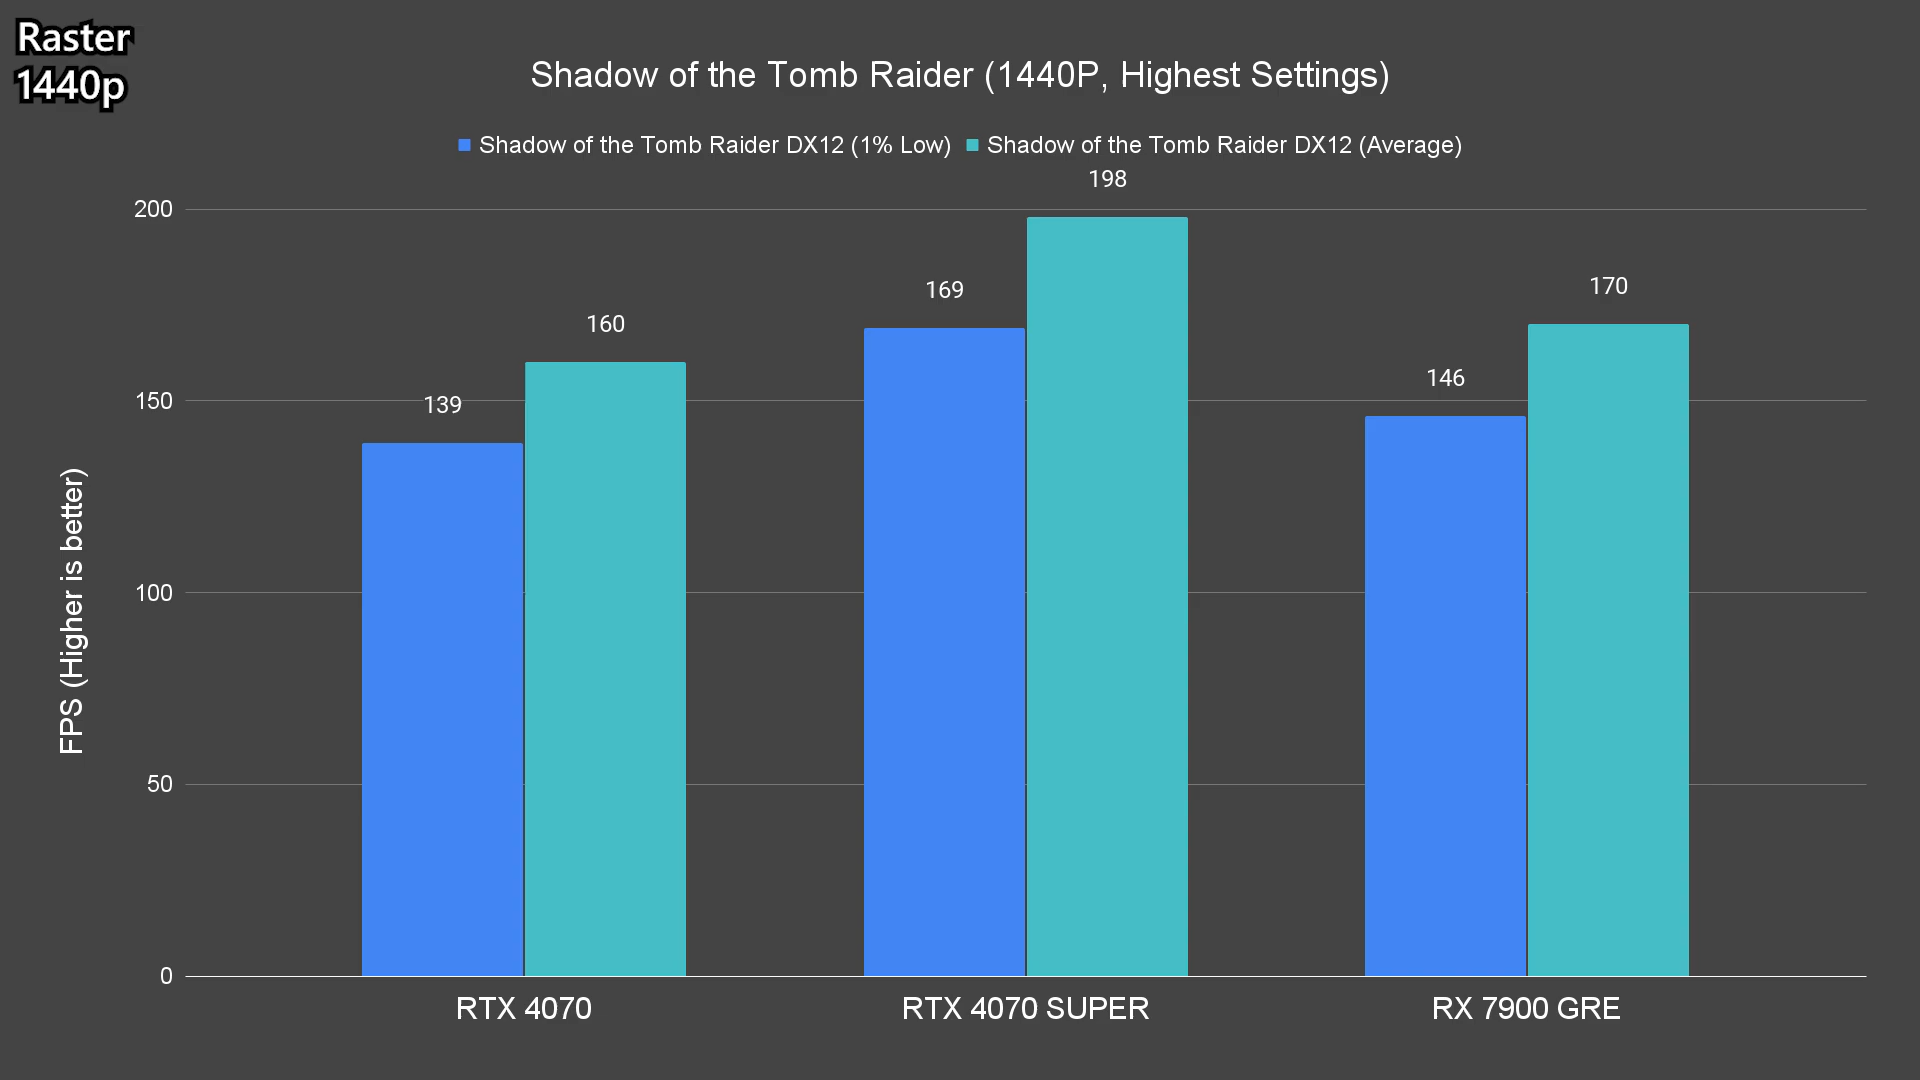 Raster
1440p
Shadow of the Tomb Raider (1440P, Highest Settings)
Shadow of the Tomb Raider DX12 (1% Low) Shadow of the Tomb Raider DX12 (Average)
FPS (Higher is better)
200
150
100
50
0
139
160
169
198
146
170
RTX 4070
RTX 4070 SUPER
RX 7900 GRE